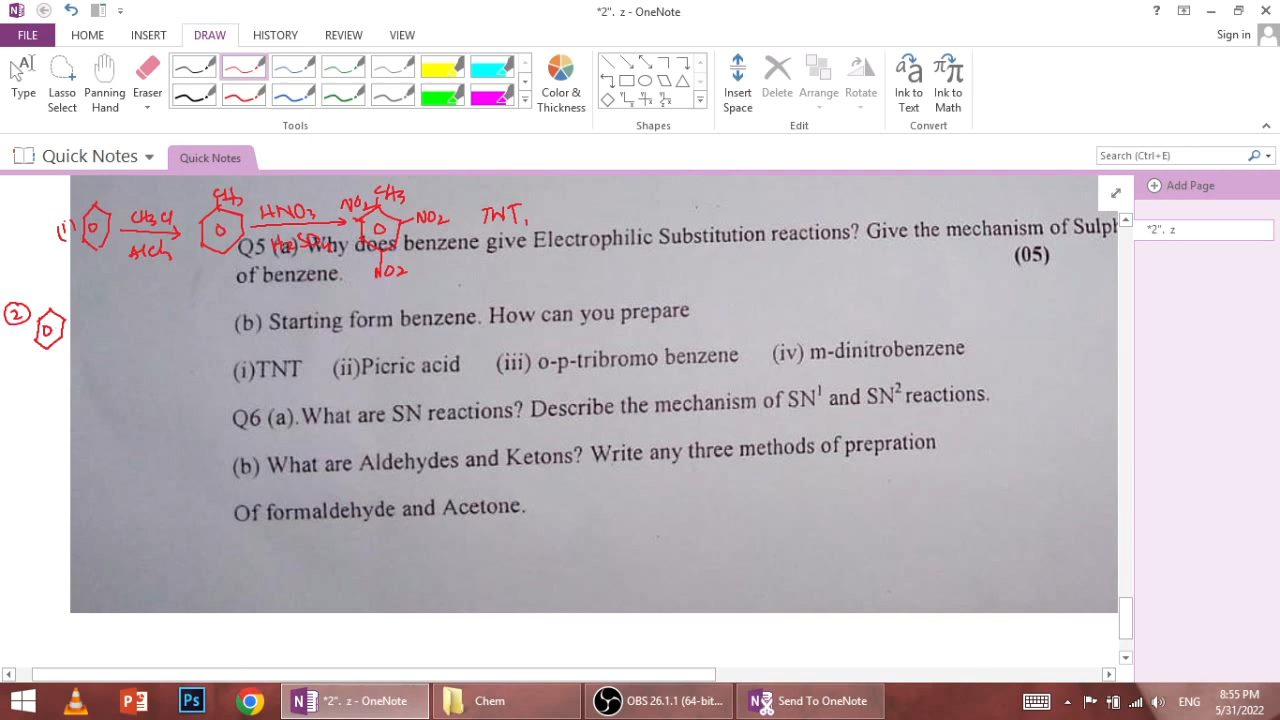 *2". z - OneNote
FILE HOME INSERT DRAW HISTORY REVIEW VIEW Sign in
Type Lasso Select Panning Hand Eraser Color & Thickness Insert Space Delete Arrange Rotate Ink to Text Ink to Math
Tools Shapes Edit Convert
Quick Notes Quick Notes Search (Ctrl+E)
Add Page
*2". z
(i) CH3Cl AlCl3 CH3 HNO3 H2SO4 NO2 CH3 NO2 NO2 TNT,
Q5 (a) Why does benzene give Electrophilic Substitution reactions? Give the mechanism of Sulph
of benzene. (05)
2
(b) Starting form benzene. How can you prepare
(i)TNT (ii)Picric acid (iii) o-p-tribromo benzene (iv) m-dinitrobenzene
Q6 (a).What are SN reactions? Describe the mechanism of SN¹ and SN² reactions.
(b) What are Aldehydes and Ketons? Write any three methods of prepration
Of formaldehyde and Acetone.
Ps *2". z - OneNote Chem OBS 26.1.1 (64-bit... Send To OneNote ENG 8:55 PM
5/31/2022